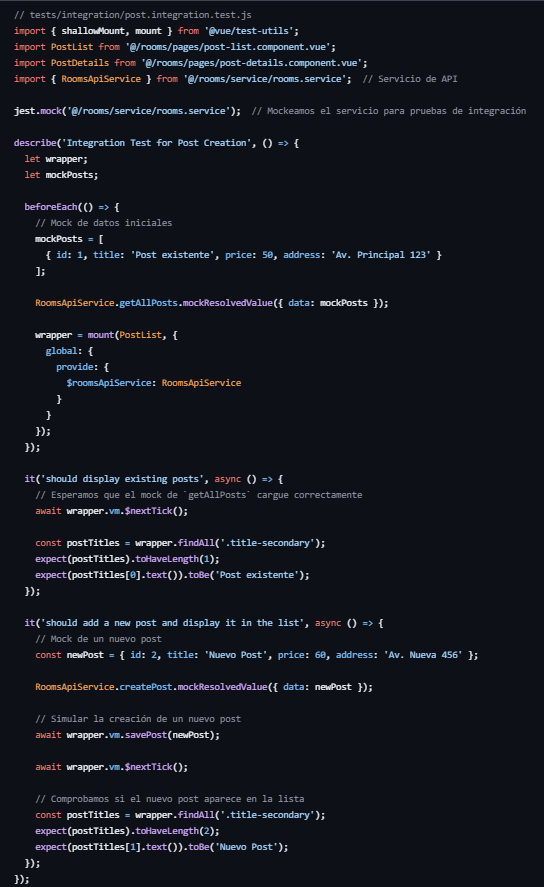 // tests/integration/post.integration.test.js
import { shallowMount, mount } from '@vue/test-utils';
import PostList from '@/rooms/pages/post-list.component.vue';
import PostDetails from '@/rooms/pages/post-details.component.vue';
import { RoomsApiService } from '@/rooms/service/rooms.service';  // Servicio de API

jest.mock('@/rooms/service/rooms.service');  // Mockeamos el servicio para pruebas de integración

describe('Integration Test for Post Creation', () => {
  let wrapper;
  let mockPosts;

  beforeEach(() => {
    // Mock de datos iniciales
    mockPosts = [
      { id: 1, title: 'Post existente', price: 50, address: 'Av. Principal 123' }
    ];

    RoomsApiService.getAllPosts.mockResolvedValue({ data: mockPosts });

    wrapper = mount(PostList, {
      global: {
        provide: {
          $roomsApiService: RoomsApiService
        }
      }
    });
  });

  it('should display existing posts', async () => {
    // Esperamos que el mock de `getAllPosts` cargue correctamente
    await wrapper.vm.$nextTick();

    const postTitles = wrapper.findAll('.title-secondary');
    expect(postTitles).toHaveLength(1);
    expect(postTitles[0].text()).toBe('Post existente');
  });

  it('should add a new post and display it in the list', async () => {
    // Mock de un nuevo post
    const newPost = { id: 2, title: 'Nuevo Post', price: 60, address: 'Av. Nueva 456' };

    RoomsApiService.createPost.mockResolvedValue({ data: newPost });

    // Simular la creación de un nuevo post
    await wrapper.vm.savePost(newPost);

    await wrapper.vm.$nextTick();

    // Comprobamos si el nuevo post aparece en la lista
    const postTitles = wrapper.findAll('.title-secondary');
    expect(postTitles).toHaveLength(2);
    expect(postTitles[1].text()).toBe('Nuevo Post');
  });
});